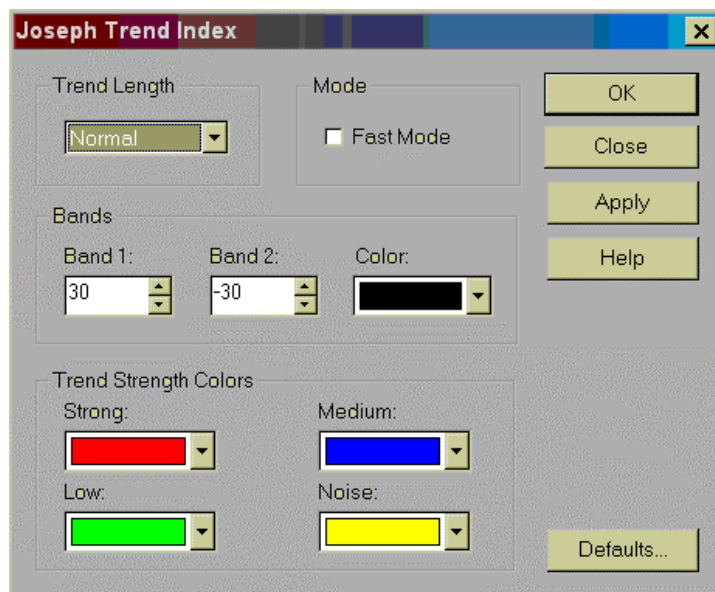 Joseph Trend Index
Trend Length
Normal
Mode
Fast Mode
OK
Close
Apply
Help
Bands
Band 1:
Band 2:
Color:
30
-30
Trend Strength Colors
Strong:
Medium:
Low:
Noise:
Defaults...